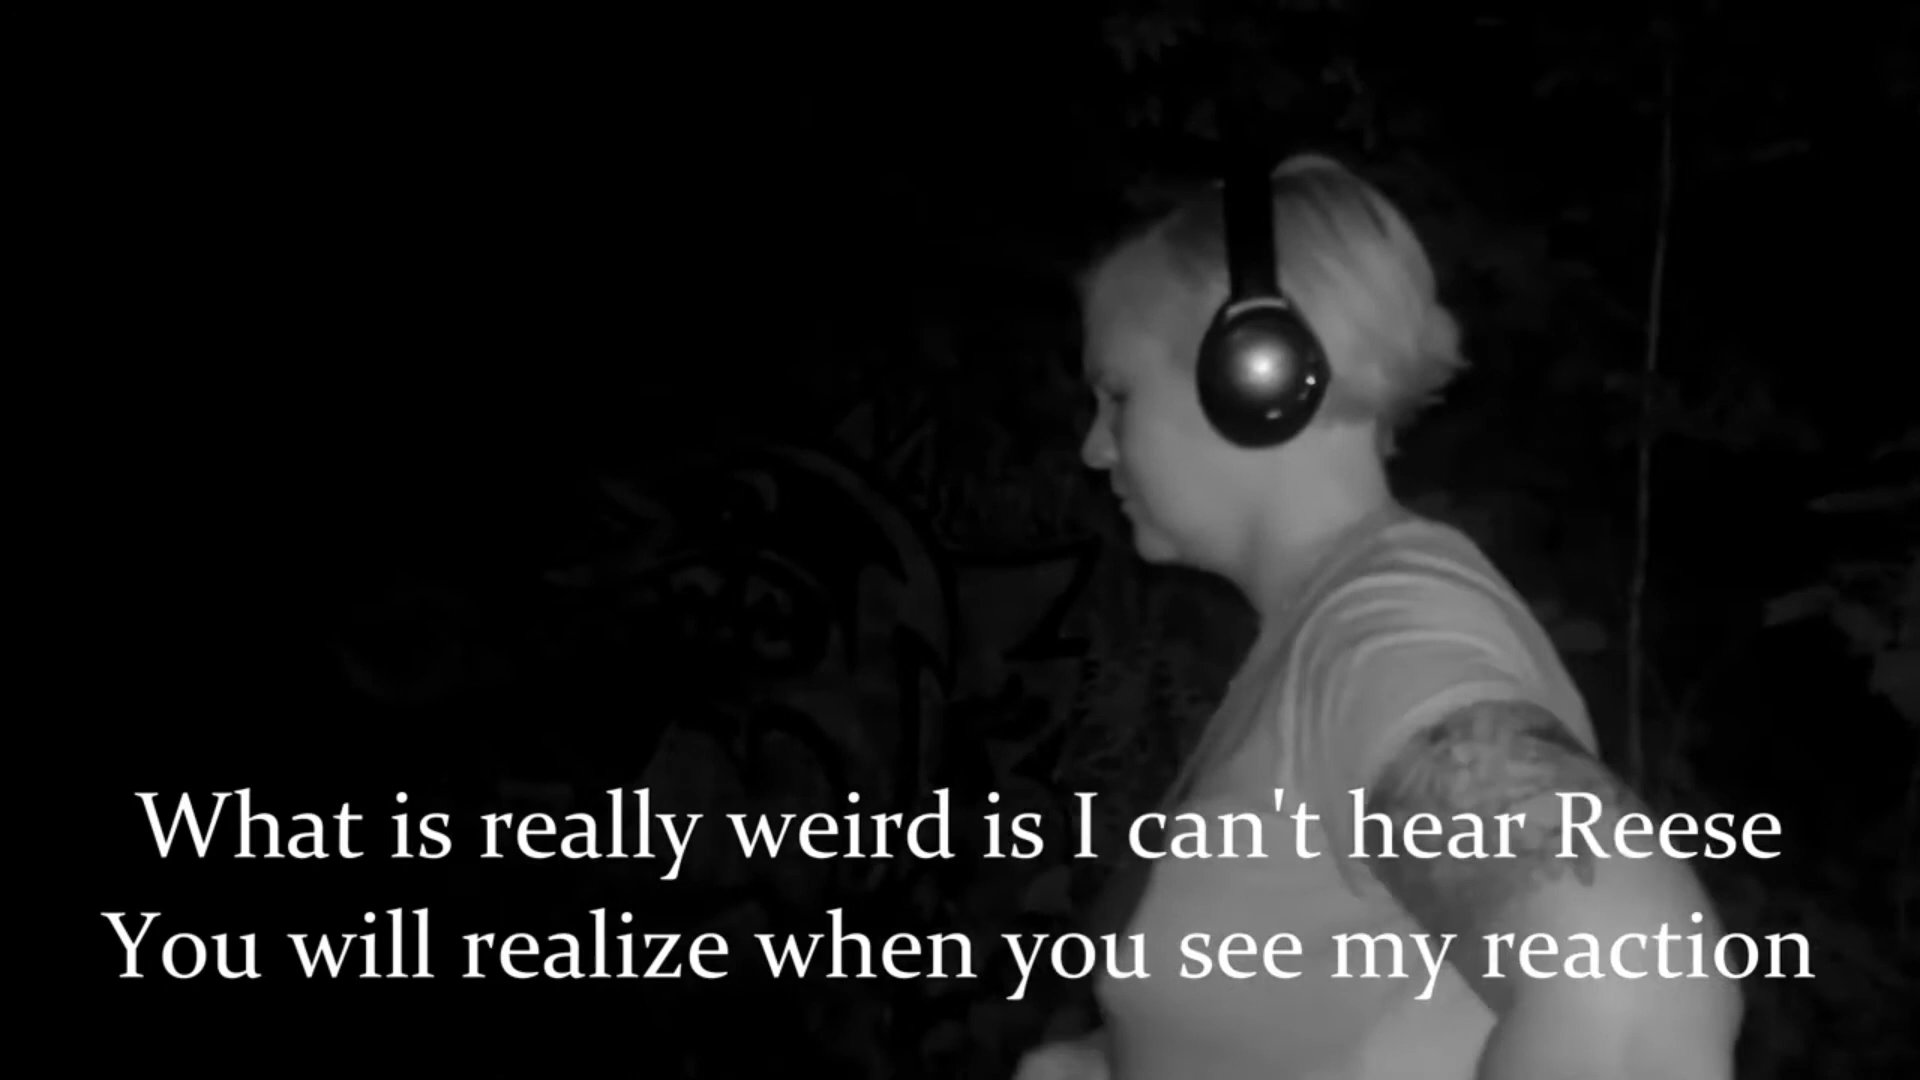 What is really weird is I can't hear Reese
You will realize when you see my reaction